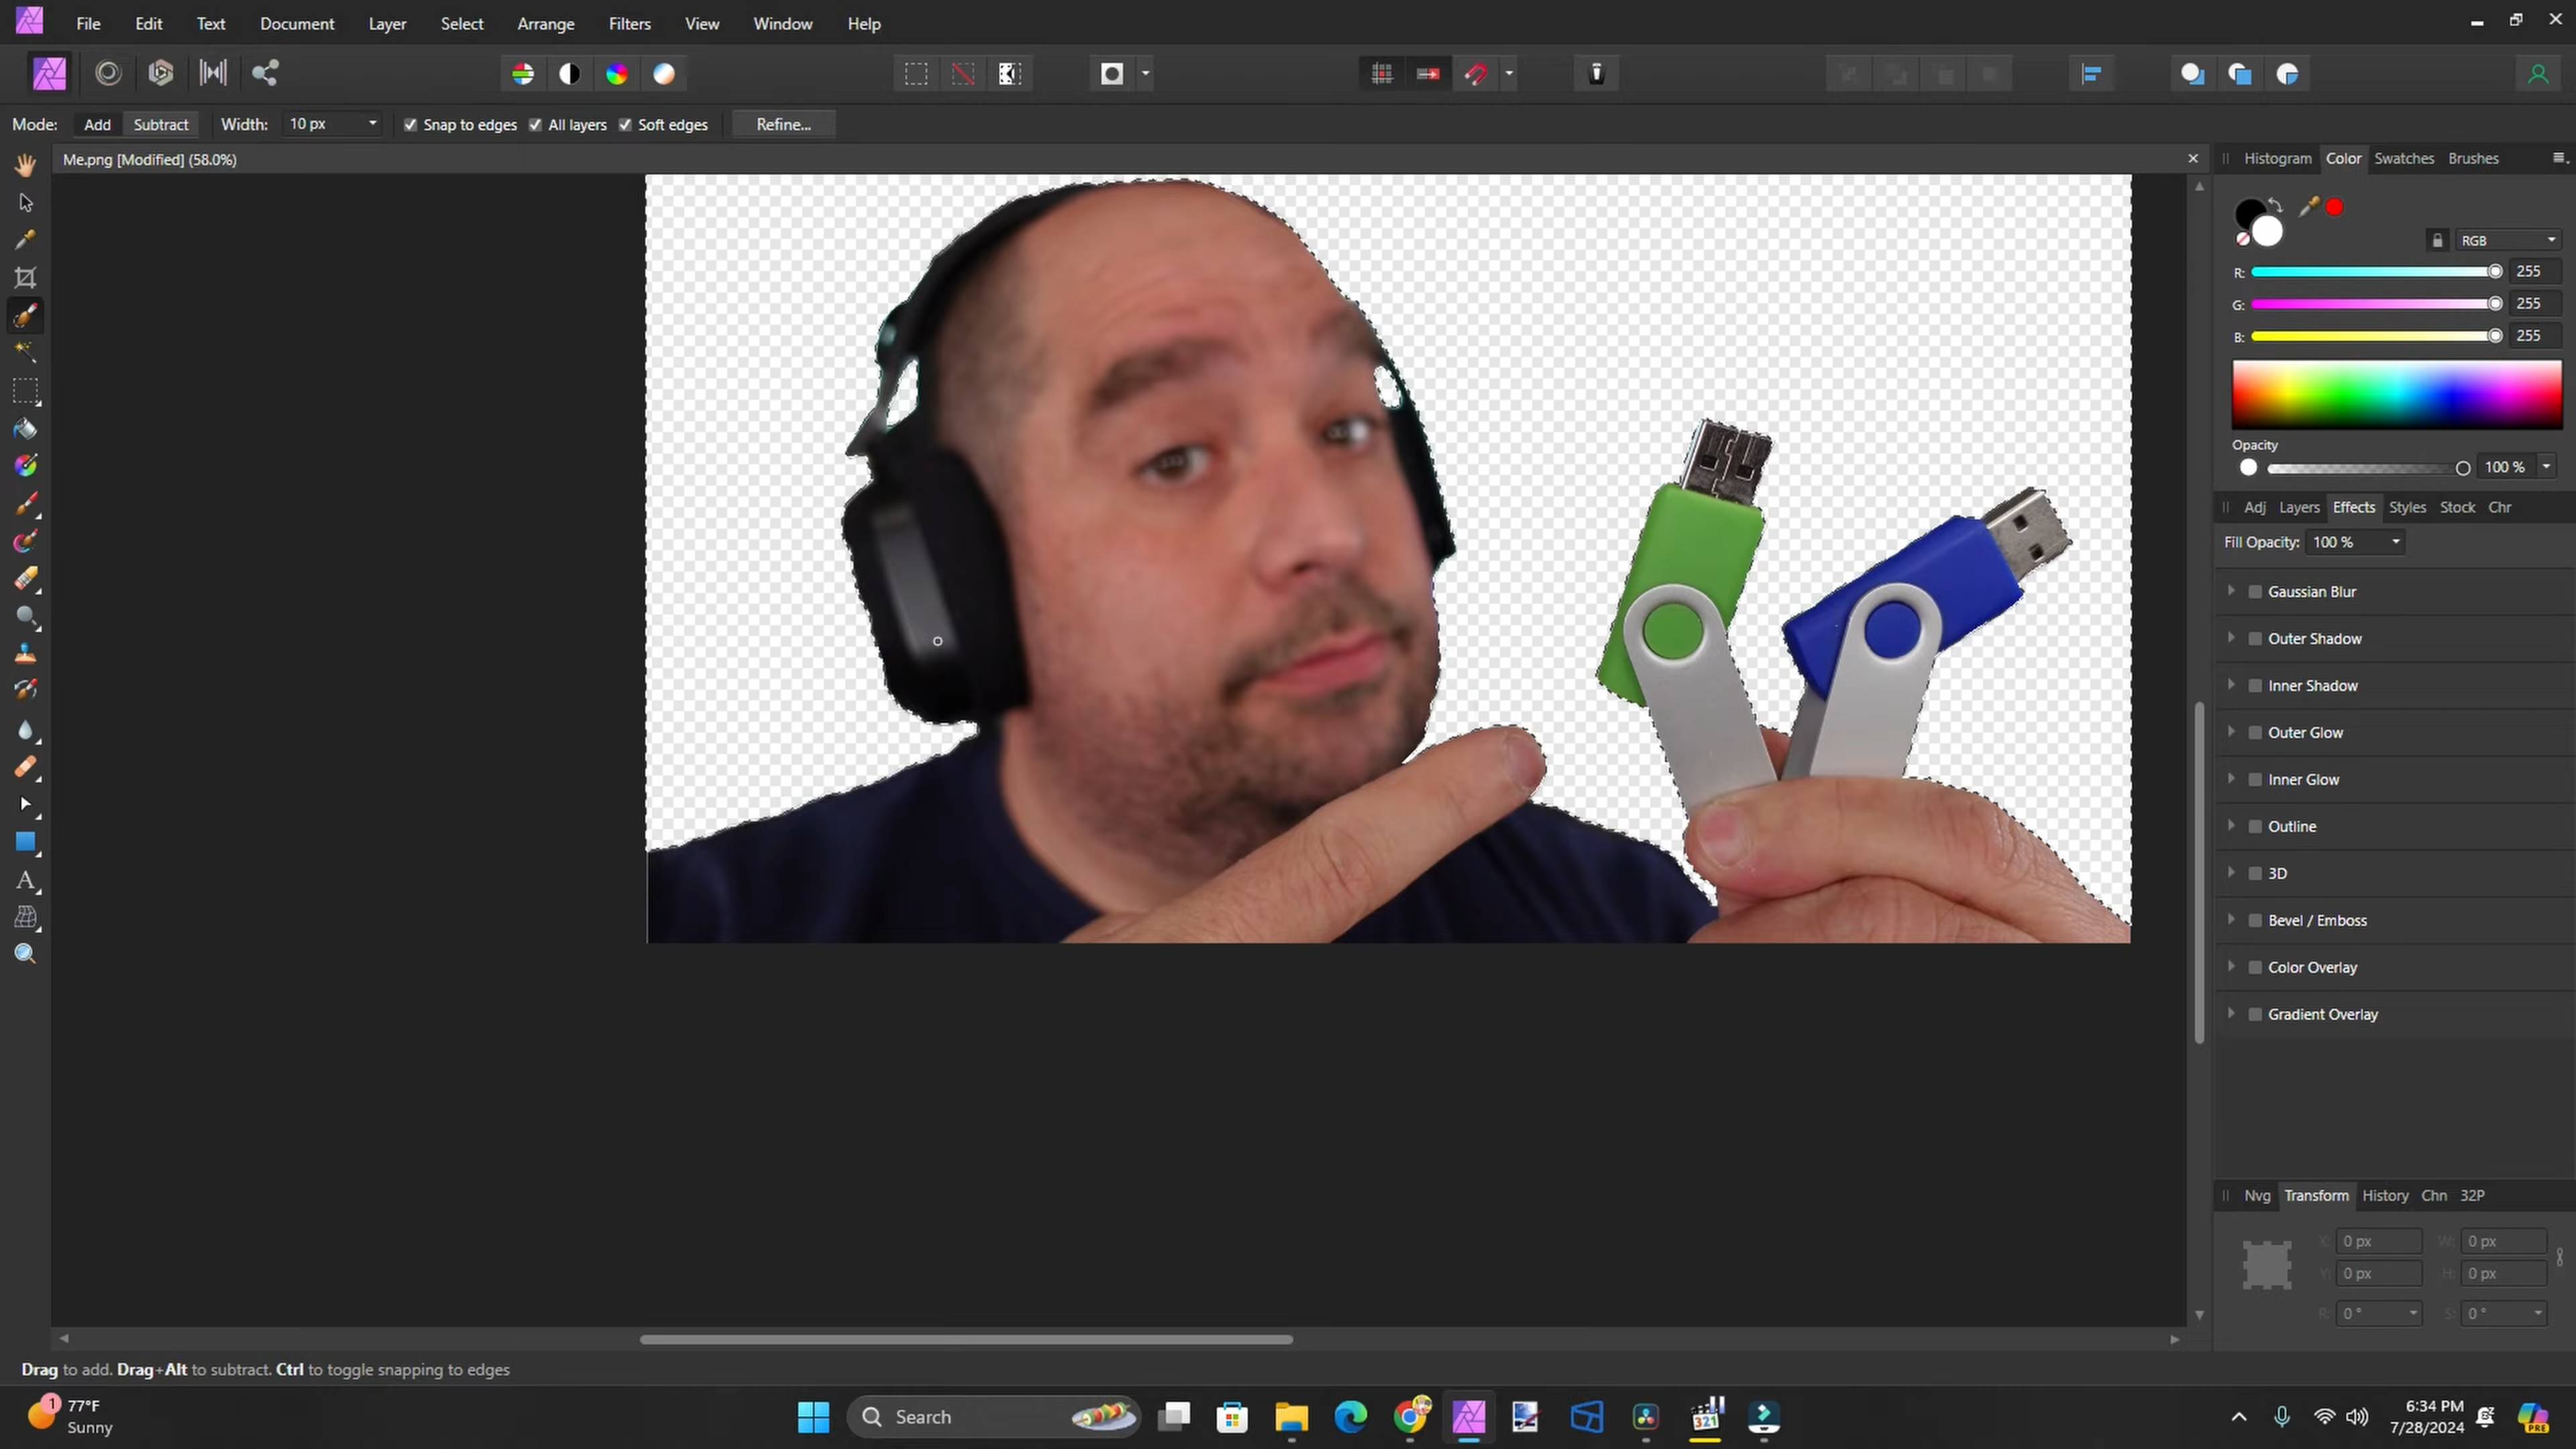 File Edit Text Document Layer Select Arrange Filters View Window Help
Mode: Add Subtract Width: 10 px Snap to edges All layers Soft edges Refine...
Me.png [Modified] (58.0%)
Histogram Color Swatches Brushes
RGB
R: 255
G: 255
B: 255
Opacity
100 %
Adj Layers Effects Styles Stock Chr
Fill Opacity: 100 %
Gaussian Blur
Outer Shadow
Inner Shadow
Outer Glow
Inner Glow
Outline
3D
Bevel / Emboss
Color Overlay
Gradient Overlay
Nvg Transform History Chn 32P
X: 0 px W: 0 px
Y: 0 px H: 0 px
R: 0 ° S: 0 °
Drag to add. Drag+Alt to subtract. Ctrl to toggle snapping to edges
1
77°F
Sunny
Search
321
6:34 PM
7/28/2024
PRE